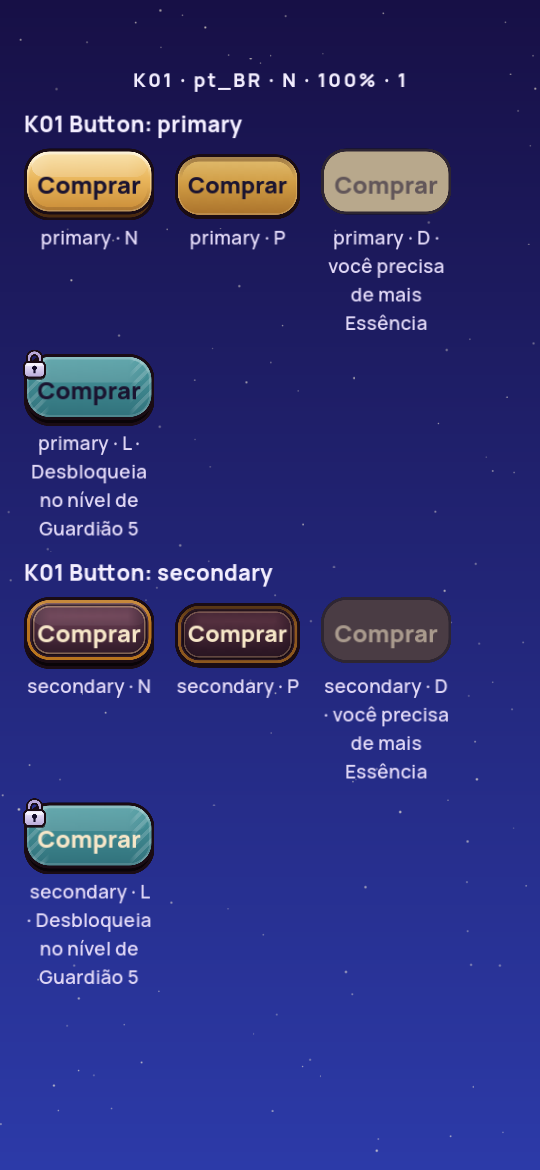 K01 · pt_BR · N · 100% · 1
K01 Button: primary
Comprar
Comprar
Comprar
primary · N
primary · P
primary · D ·
você precisa
de mais
Essência
Comprar
primary · L ·
Desbloqueia
no nível de
Guardião 5
K01 Button: secondary
Comprar
Comprar
Comprar
secondary · N
secondary · P
secondary · D
· você precisa
de mais
Essência
Comprar
secondary · L
· Desbloqueia
no nível de
Guardião 5